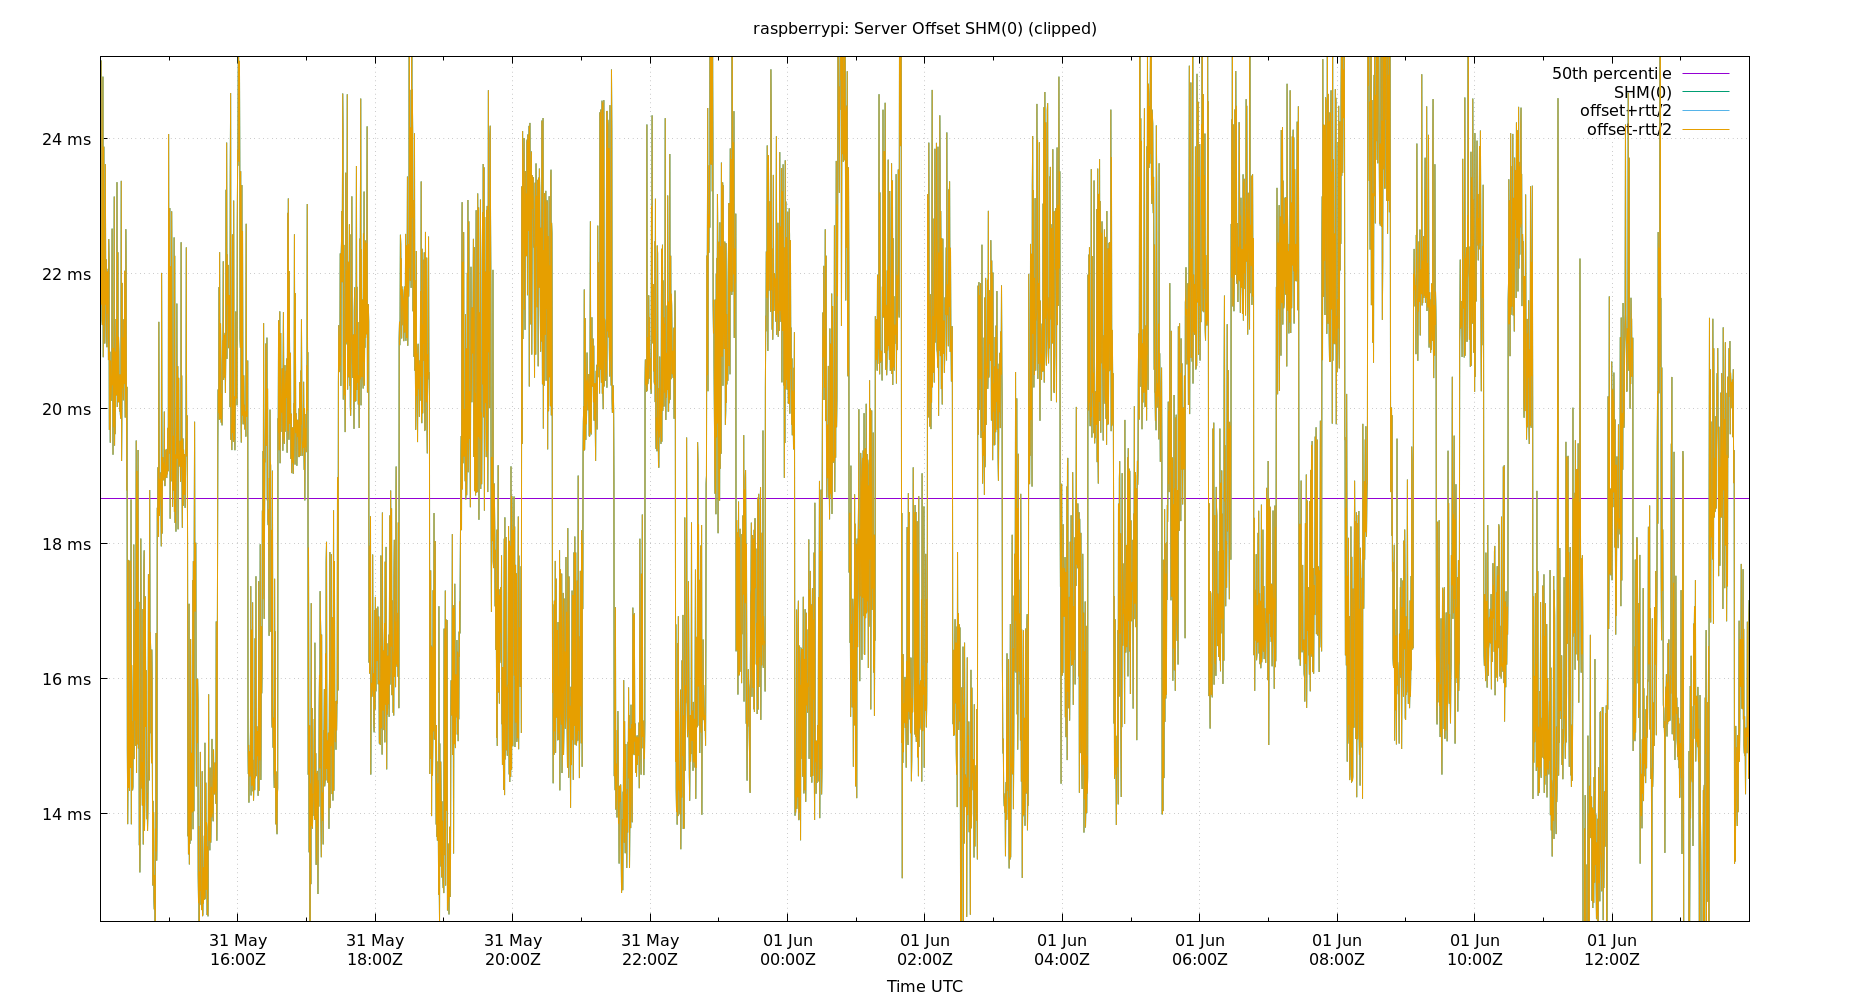 raspberrypi: Server Offset SHM(0) (clipped)
50th percentile
SHM(0)
offset+rtt/2
offset-rtt/2
24 ms
22 ms
20 ms
18 ms
16 ms
14 ms
31 May 31 May 31 May 31 May 01 Jun 01 Jun 01 Jun 01 Jun 01 Jun 01 Jun 01 Jun
16:00Z 18:00Z 20:00Z 22:00Z 00:00Z 02:00Z 04:00Z 06:00Z 08:00Z 10:00Z 12:00Z
Time UTC